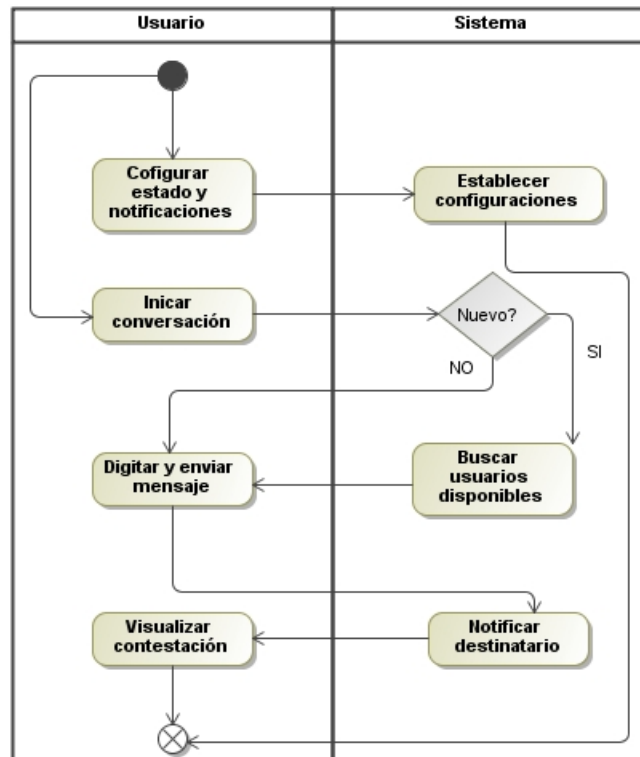 Usuario
Sistema
Cofigurar
estado y
notificaciones
Establecer
configuraciones
Inicar
conversación
Nuevo?
SI
NO
Digitar y enviar
mensaje
Buscar
usuarios
disponibles
Visualizar
contestación
Notificar
destinatario